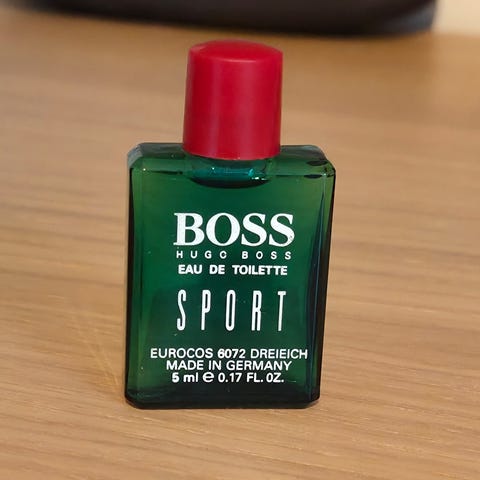 BOSS
HUGO BOSS
EAU DE TOILETTE
SPORT
EUROCOS 6072 DREIEICH
MADE IN GERMANY
5 ml ℮ 0.17 FL. OZ.